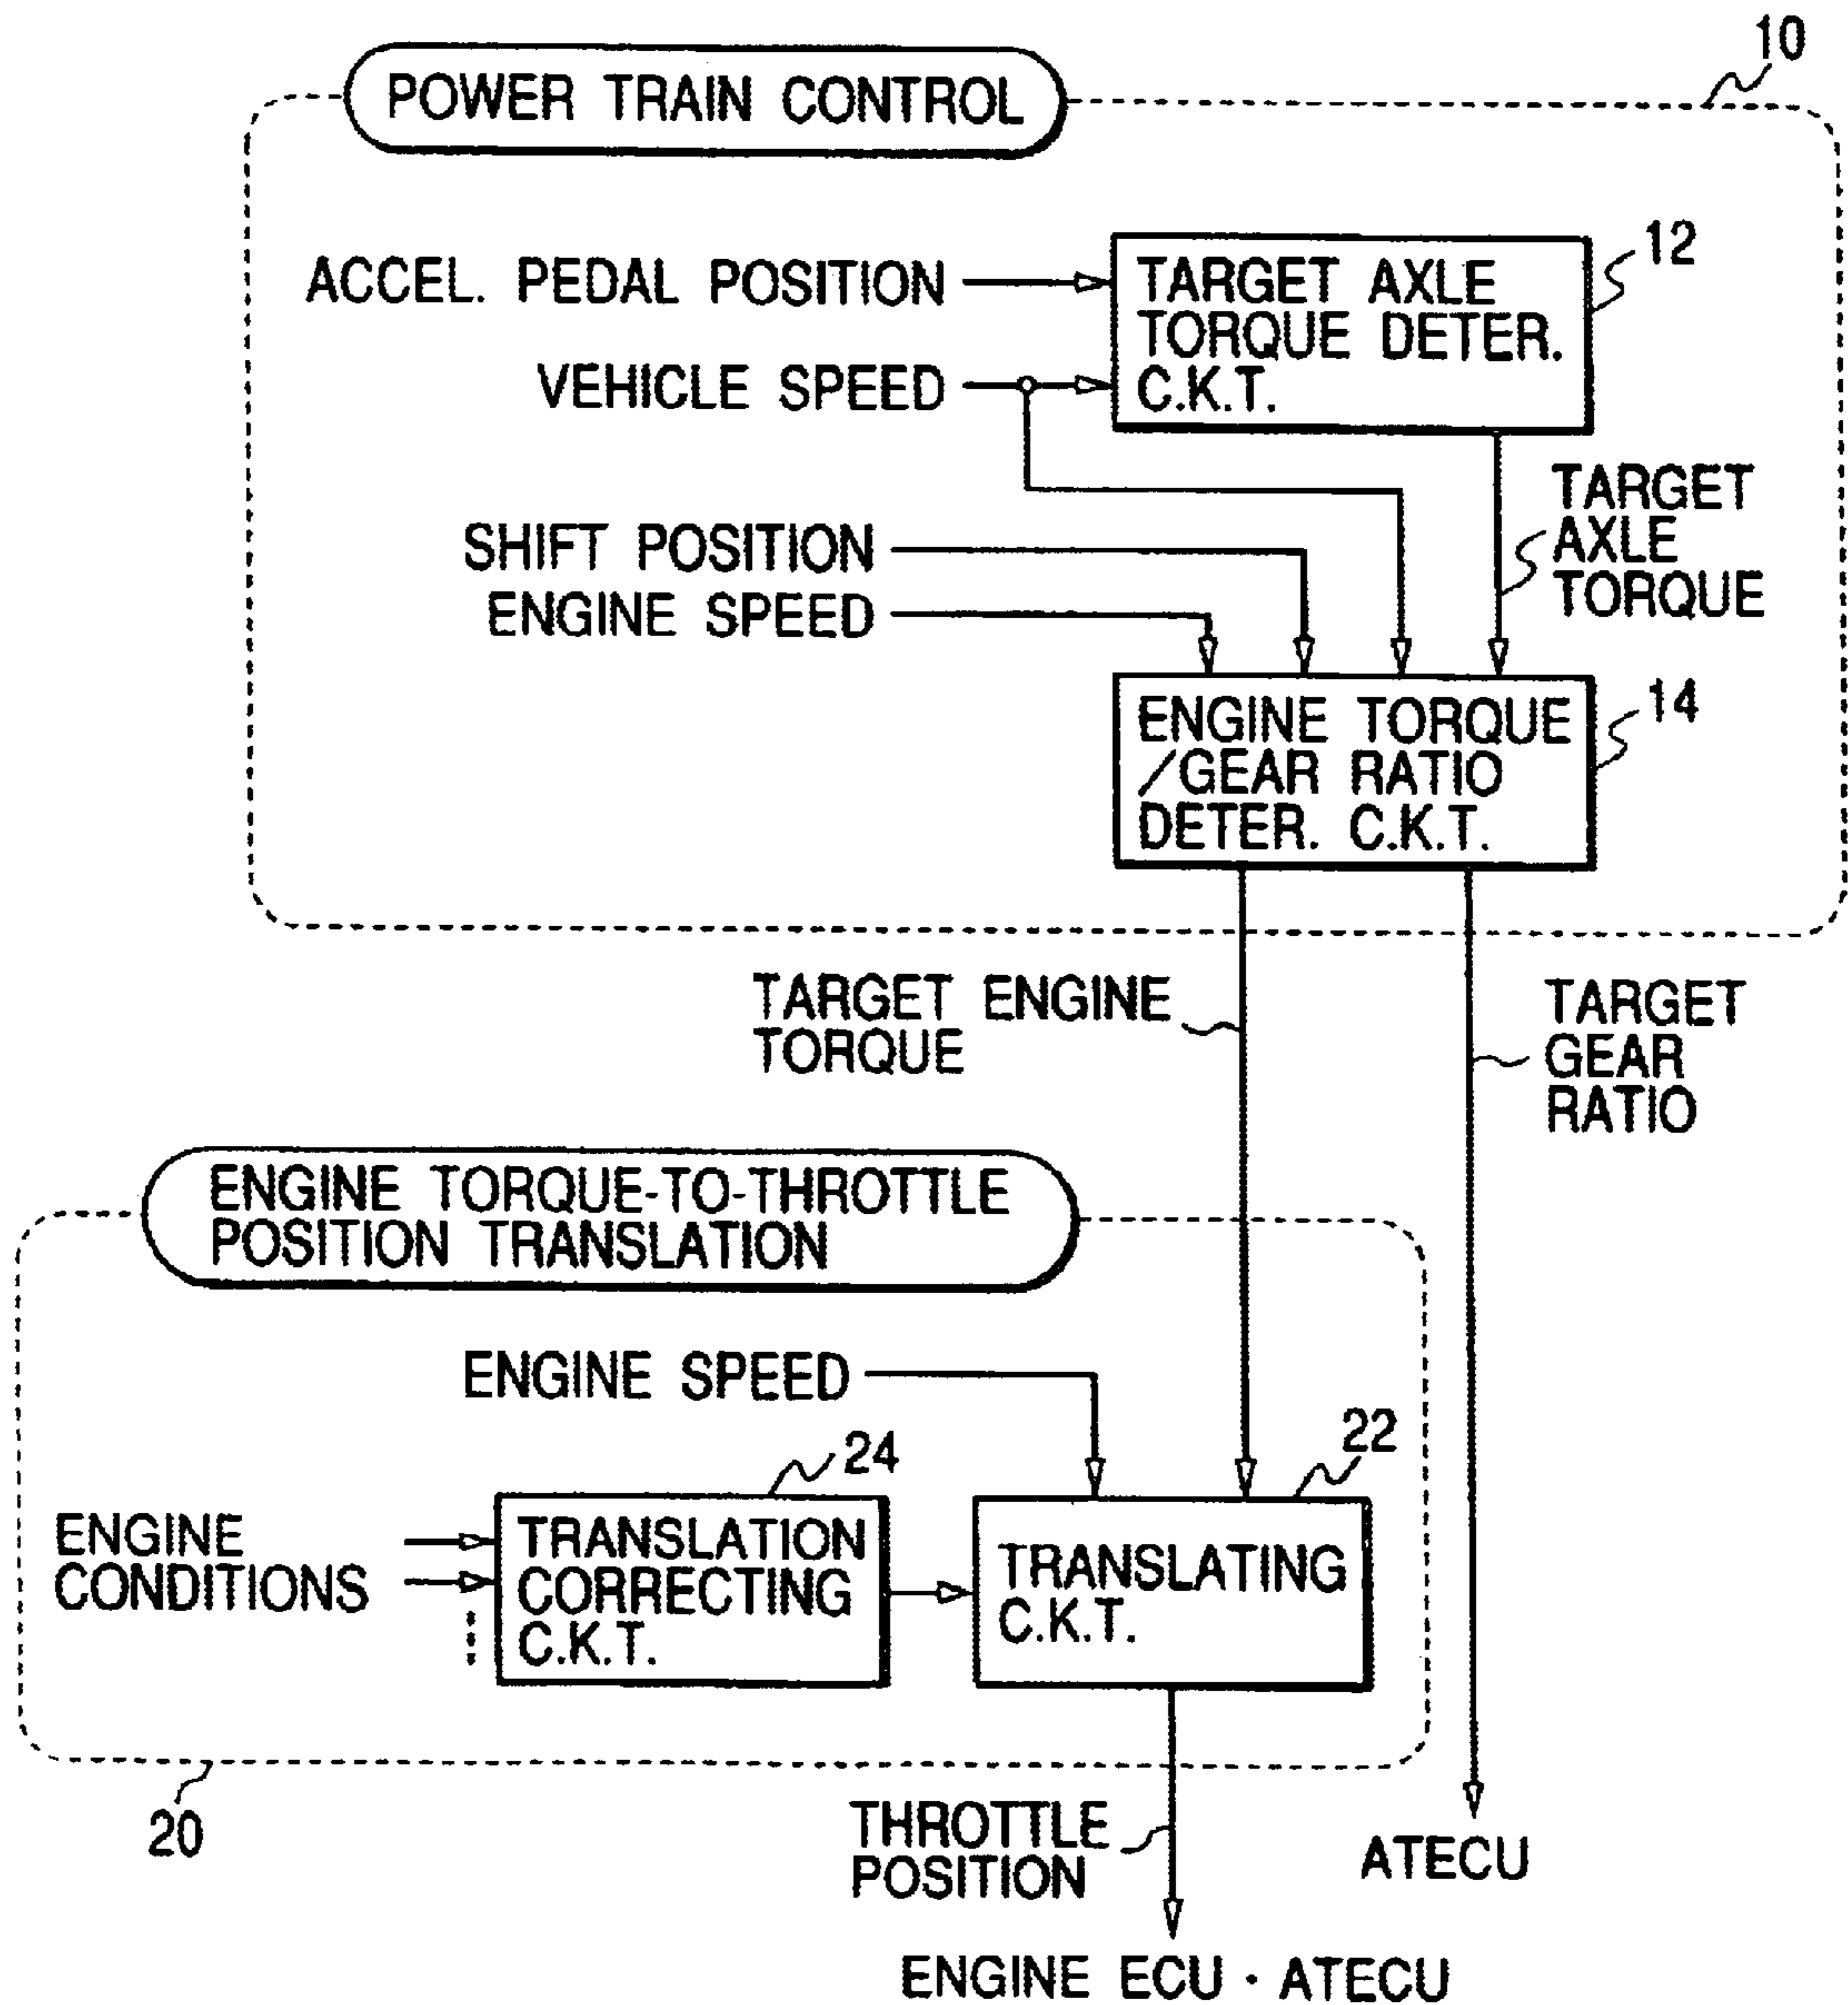 10
POWER TRAIN CONTROL
12
ACCEL. PEDAL POSITION
TARGET AXLE
TORQUE DETER.
C.K.T.
VEHICLE SPEED
TARGET
AXLE
TORQUE
SHIFT POSITION
ENGINE SPEED
14
ENGINE TORQUE
/GEAR RATIO
DETER. C.K.T.
TARGET ENGINE
TORQUE
TARGET
GEAR
RATIO
ENGINE TORQUE-TO-THROTTLE
POSITION TRANSLATION
ENGINE SPEED
24
22
ENGINE
CONDITIONS
TRANSLATION
CORRECTING
C.K.T.
TRANSLATING
C.K.T.
20
THROTTLE
POSITION
ATECU
ENGINE ECU · ATECU